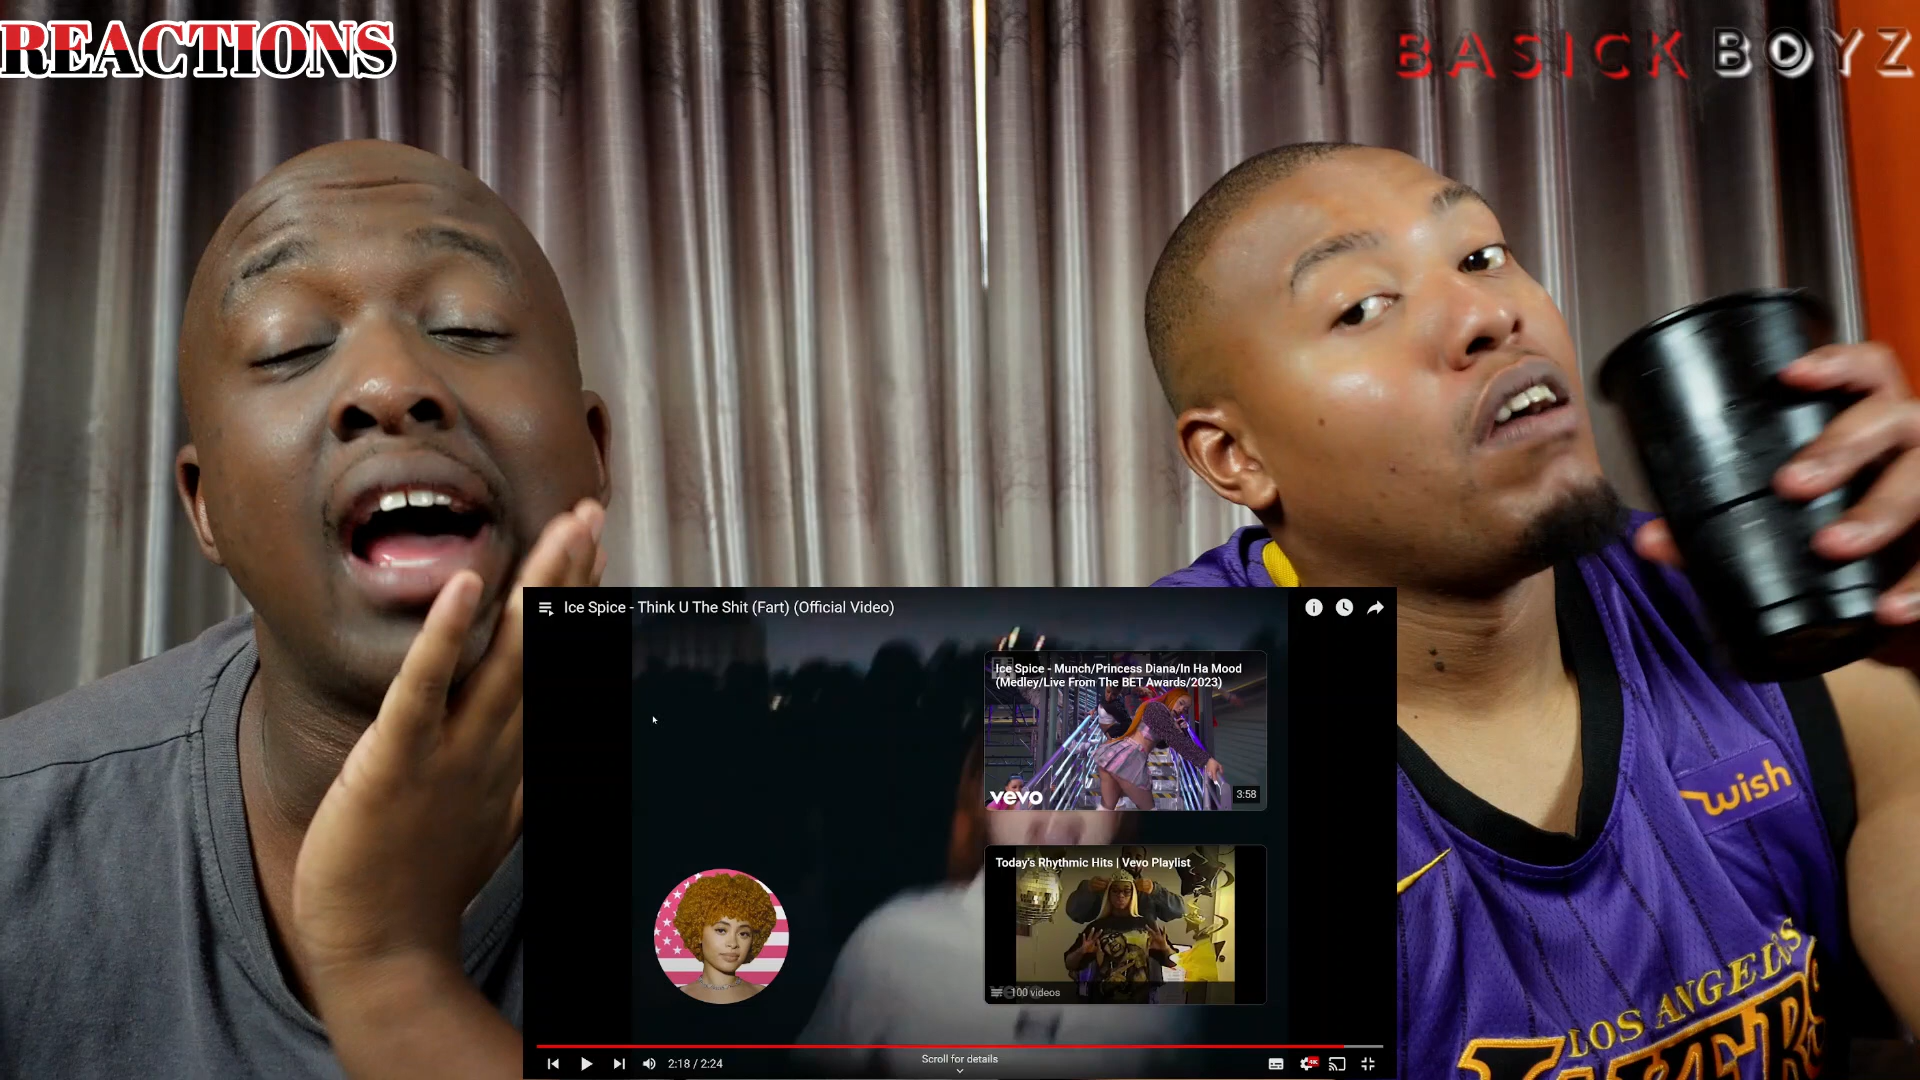 REACTIONS
BASICK BOYZ
Ice Spice - Think U The Shit (Fart) (Official Video)
Ice Spice - Munch/Princess Diana/In Ha Mood
(Medley/Live From The BET Awards/2023)
vevo
3:58
Today's Rhythmic Hits | Vevo Playlist
100 videos
2:18 / 2:24
Scroll for details
4K
wish
LOS ANGELES